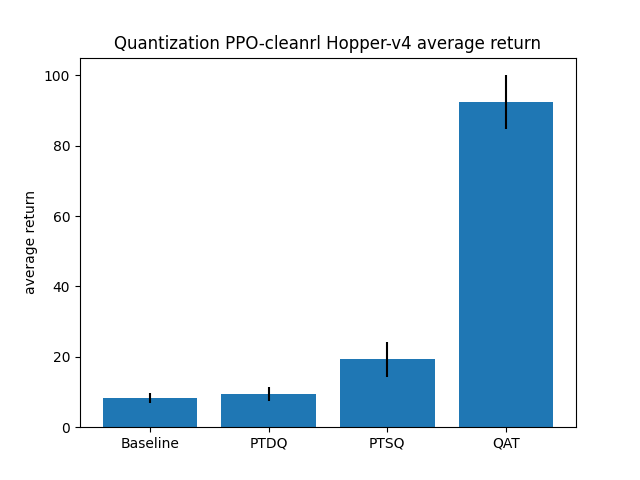 Quantization PPO-cleanrl Hopper-v4 average return
100
80
60
40
20
0
average return
Baseline
PTDQ
PTSQ
QAT